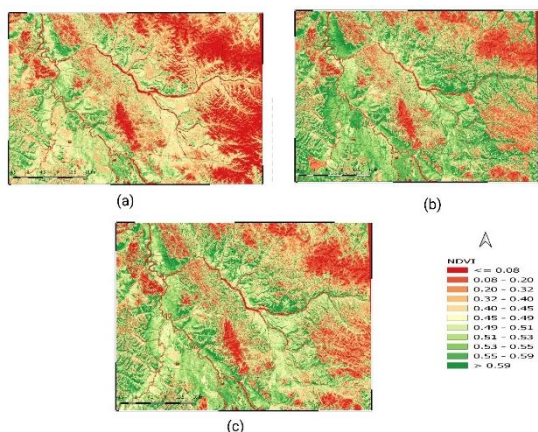 (a)
(b)
(c)
NDVI
<= 0.08
0.08 - 0.20
0.20 - 0.32
0.32 - 0.40
0.40 - 0.45
0.45 - 0.49
0.49 - 0.51
0.51 - 0.53
0.53 - 0.55
0.55 - 0.59
> 0.59